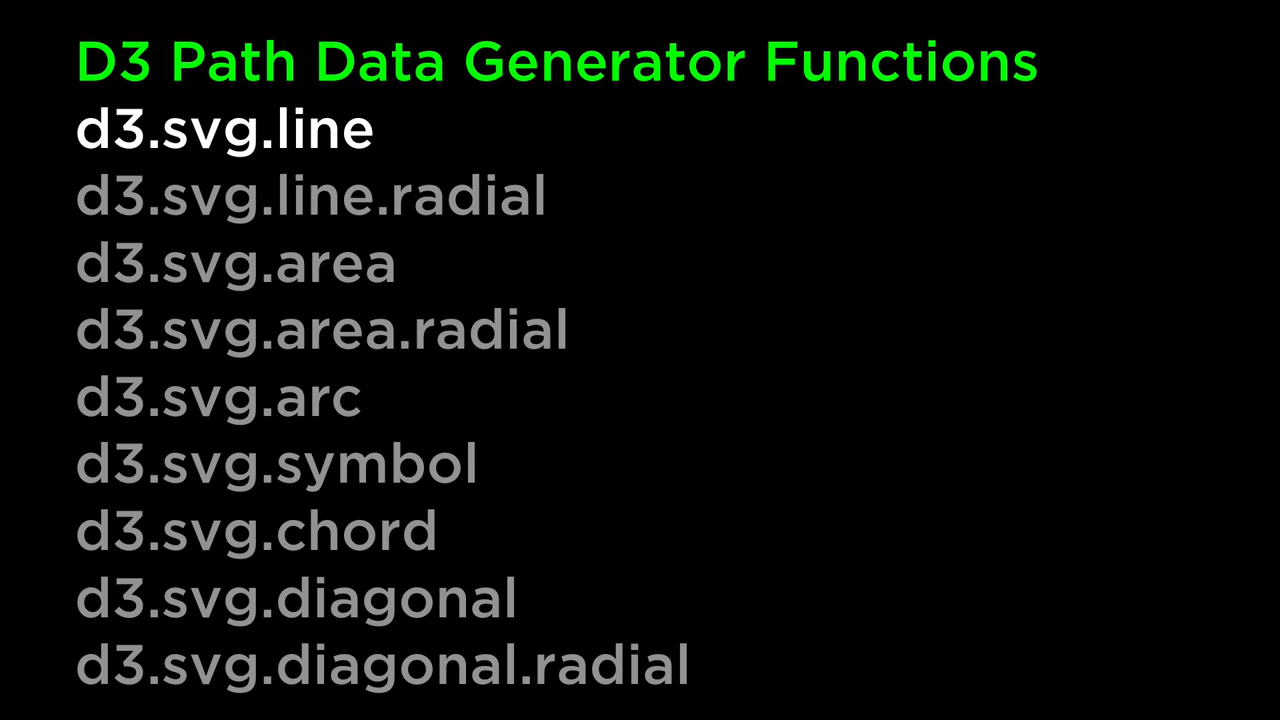 D3 Path Data Generator Functions
d3.svg.line
d3.svg.line.radial
d3.svg.area
d3.svg.area.radial
d3.svg.arc
d3.svg.symbol
d3.svg.chord
d3.svg.diagonal
d3.svg.diagonal.radial